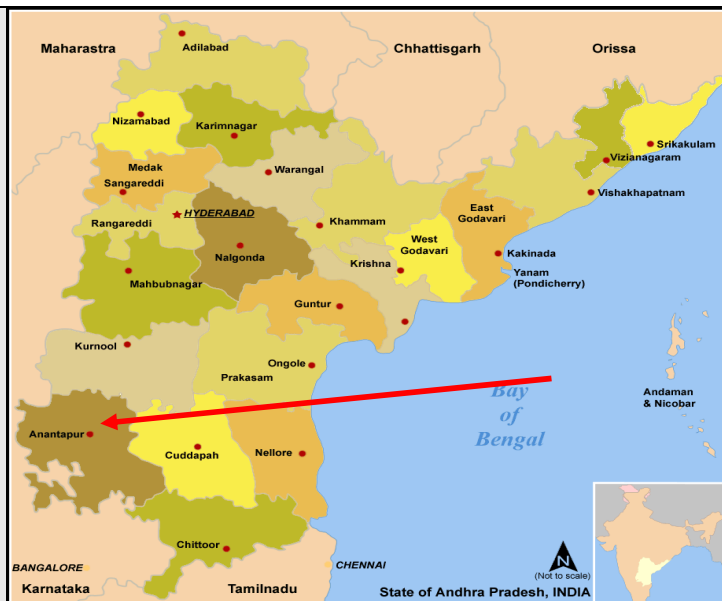 Maharastra
Adilabad
Chhattisgarh
Orissa
Nizamabad
Karimnagar
Srikakulam
Vizianagaram
Medak
Sangareddi
Warangal
Vishakhapatnam
Rangareddi
HYDERABAD
Khammam
East
Godavari
West
Godavari
Nalgonda
Kakinada
Krishna
Mahbubnagar
Yanam
(Pondicherry)
Guntur
Kurnool
Ongole
Prakasam
Bay
of
Bengal
Andaman
& Nicobar
Anantapur
Cuddapah
Nellore
Chittoor
BANGALORE
CHENNAI
N
(Not to scale)
Karnataka
Tamilnadu
State of Andhra Pradesh, INDIA